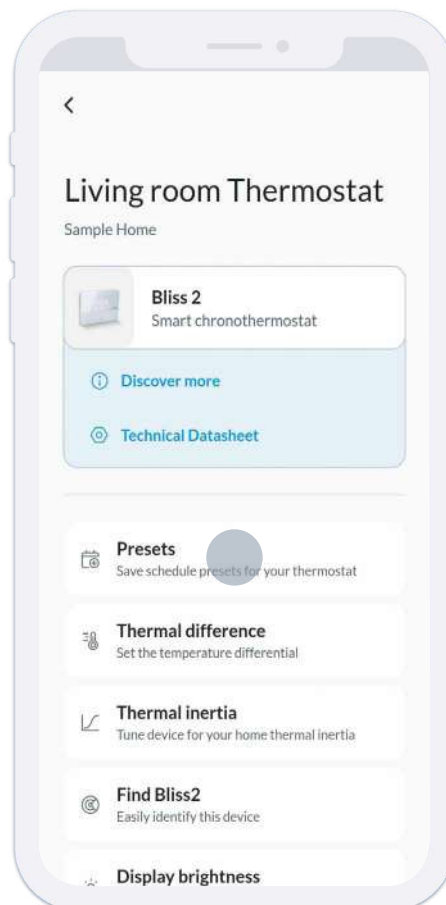 Living room Thermostat
Sample Home
Bliss 2
Smart chronothermostat
Discover more
Technical Datasheet
Presets
Save schedule presets for your thermostat
Thermal difference
Set the temperature differential
Thermal inertia
Tune device for your home thermal inertia
Find Bliss2
Easily identify this device
Display brightness